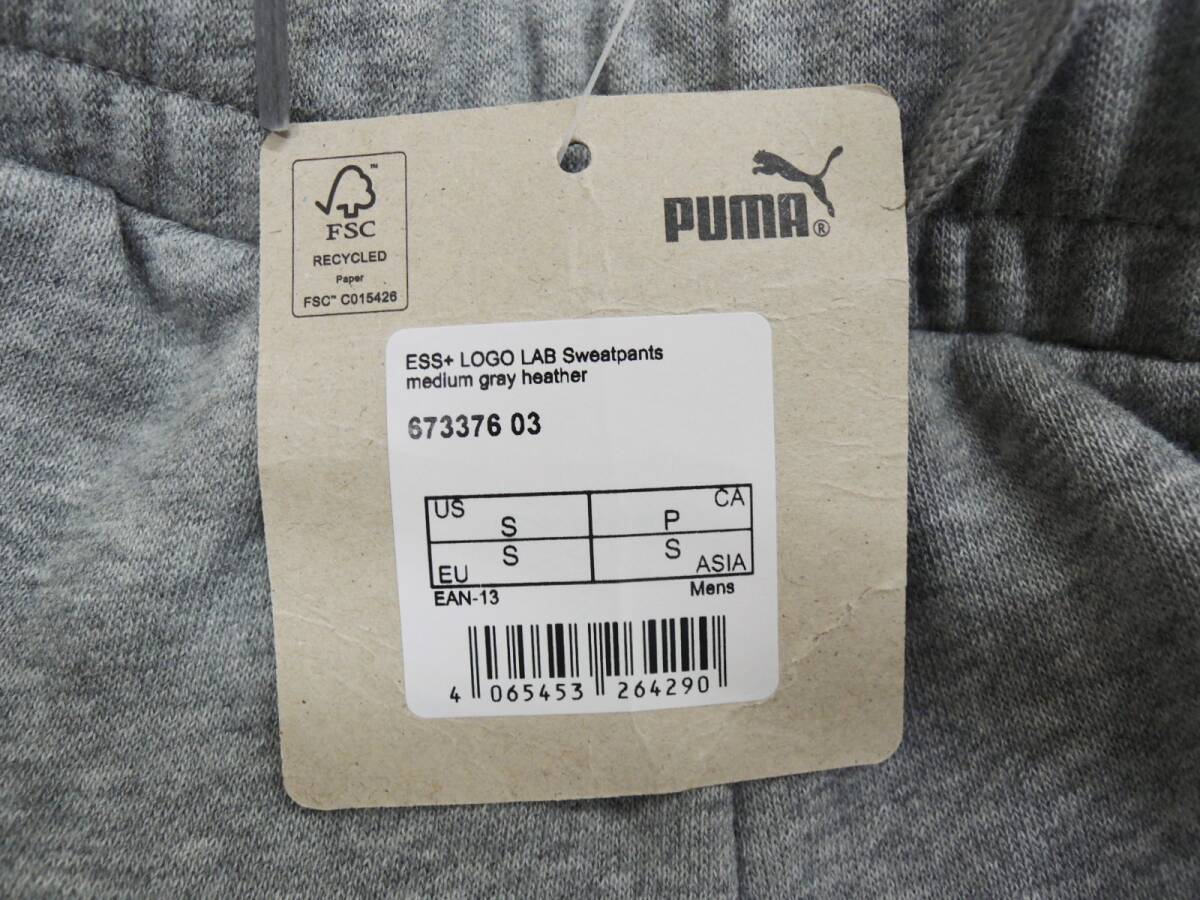 FSC™
RECYCLED
Paper
FSC™ C015426
PUMA®
ESS+ LOGO LAB Sweatpants
medium gray heather
673376 03
US S P CA
EU S S ASIA
EAN-13 Mens
4 065453 264290